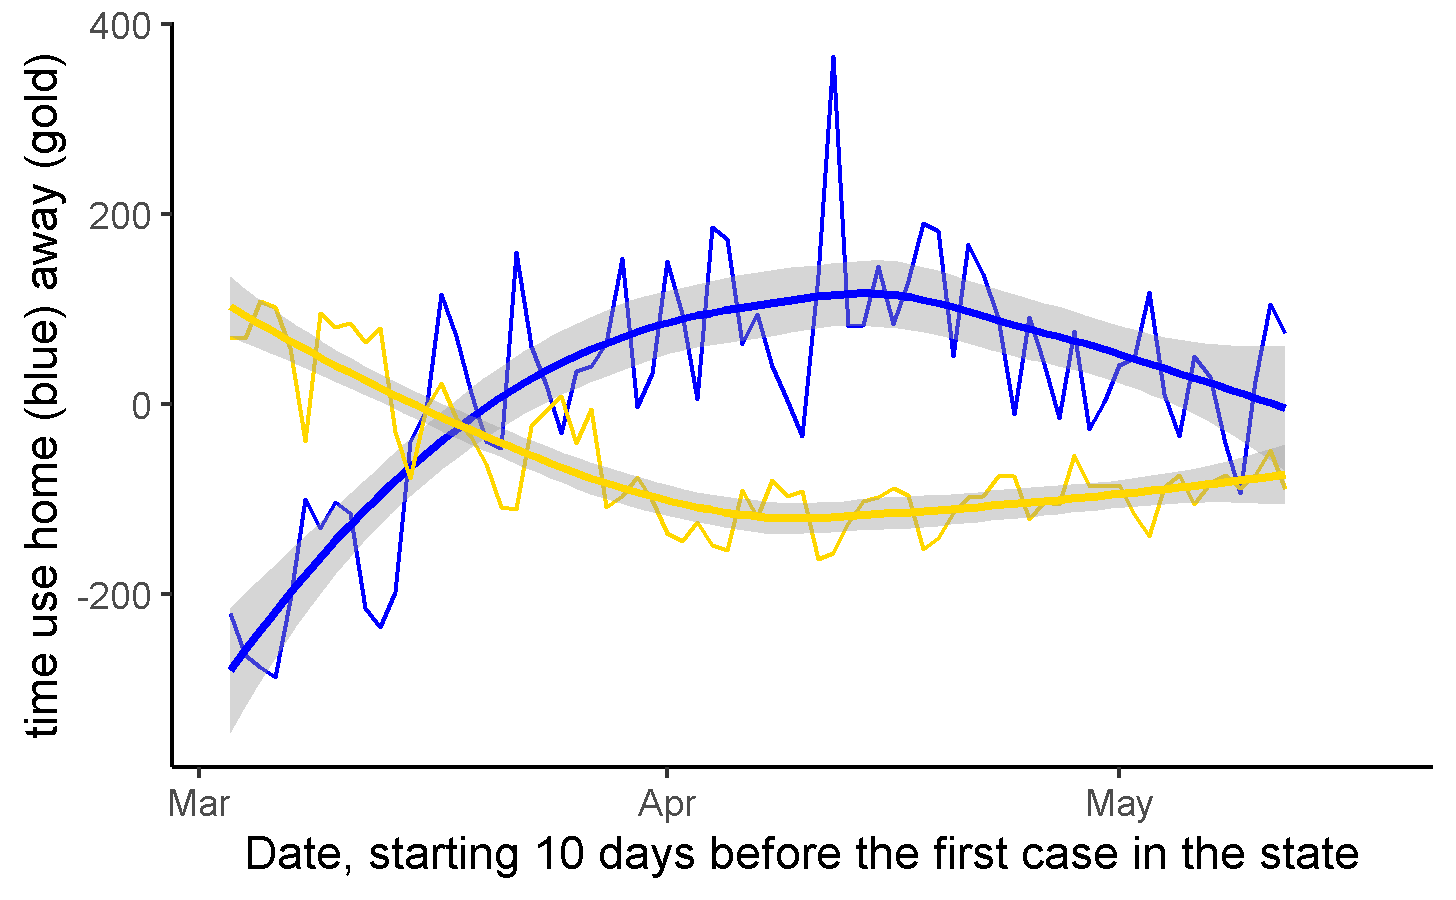 400
200
0
-200
time use home (blue) away (gold)
Mar Apr May
Date, starting 10 days before the first case in the state